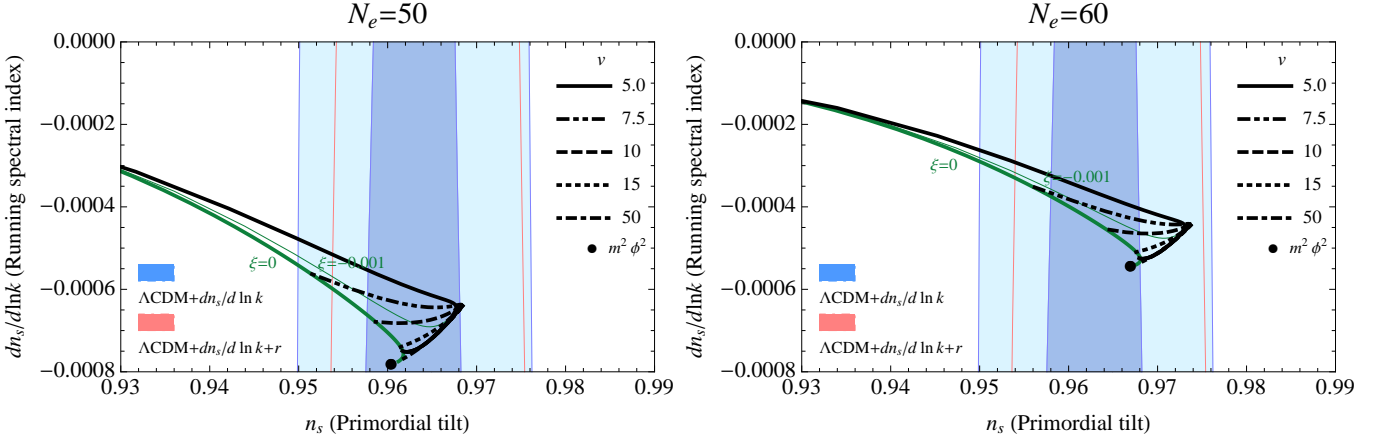 N_e=50
0.0000
−0.0002
−0.0004
−0.0006
−0.0008
dn_s/dlnk (Running spectral index)
0.93 0.94 0.95 0.96 0.97 0.98 0.99
n_s (Primordial tilt)
v
5.0
7.5
10
15
50
m² ϕ²
ξ=0
ξ=−0.001
ΛCDM+dn_s/d ln k
ΛCDM+dn_s/d ln k+r
N_e=60
0.0000
−0.0002
−0.0004
−0.0006
−0.0008
dn_s/dlnk (Running spectral index)
0.93 0.94 0.95 0.96 0.97 0.98 0.99
n_s (Primordial tilt)
v
5.0
7.5
10
15
50
m² ϕ²
ξ=0
ξ=−0.001
ΛCDM+dn_s/d ln k
ΛCDM+dn_s/d ln k+r